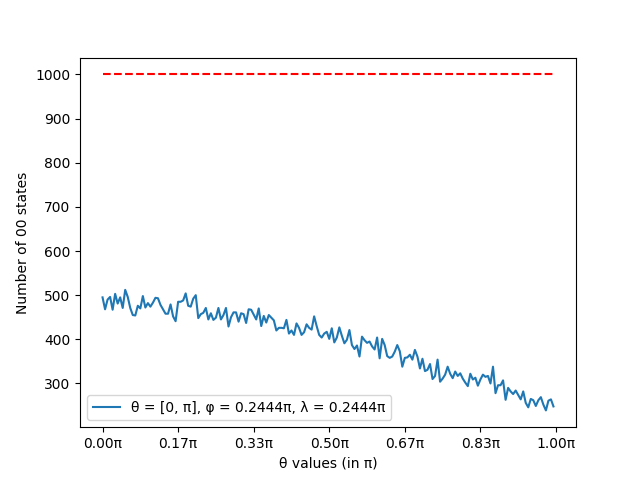 1000
900
800
700
600
500
400
300
Number of 00 states
θ = [0, π], φ = 0.2444π, λ = 0.2444π
0.00π 0.17π 0.33π 0.50π 0.67π 0.83π 1.00π
θ values (in π)